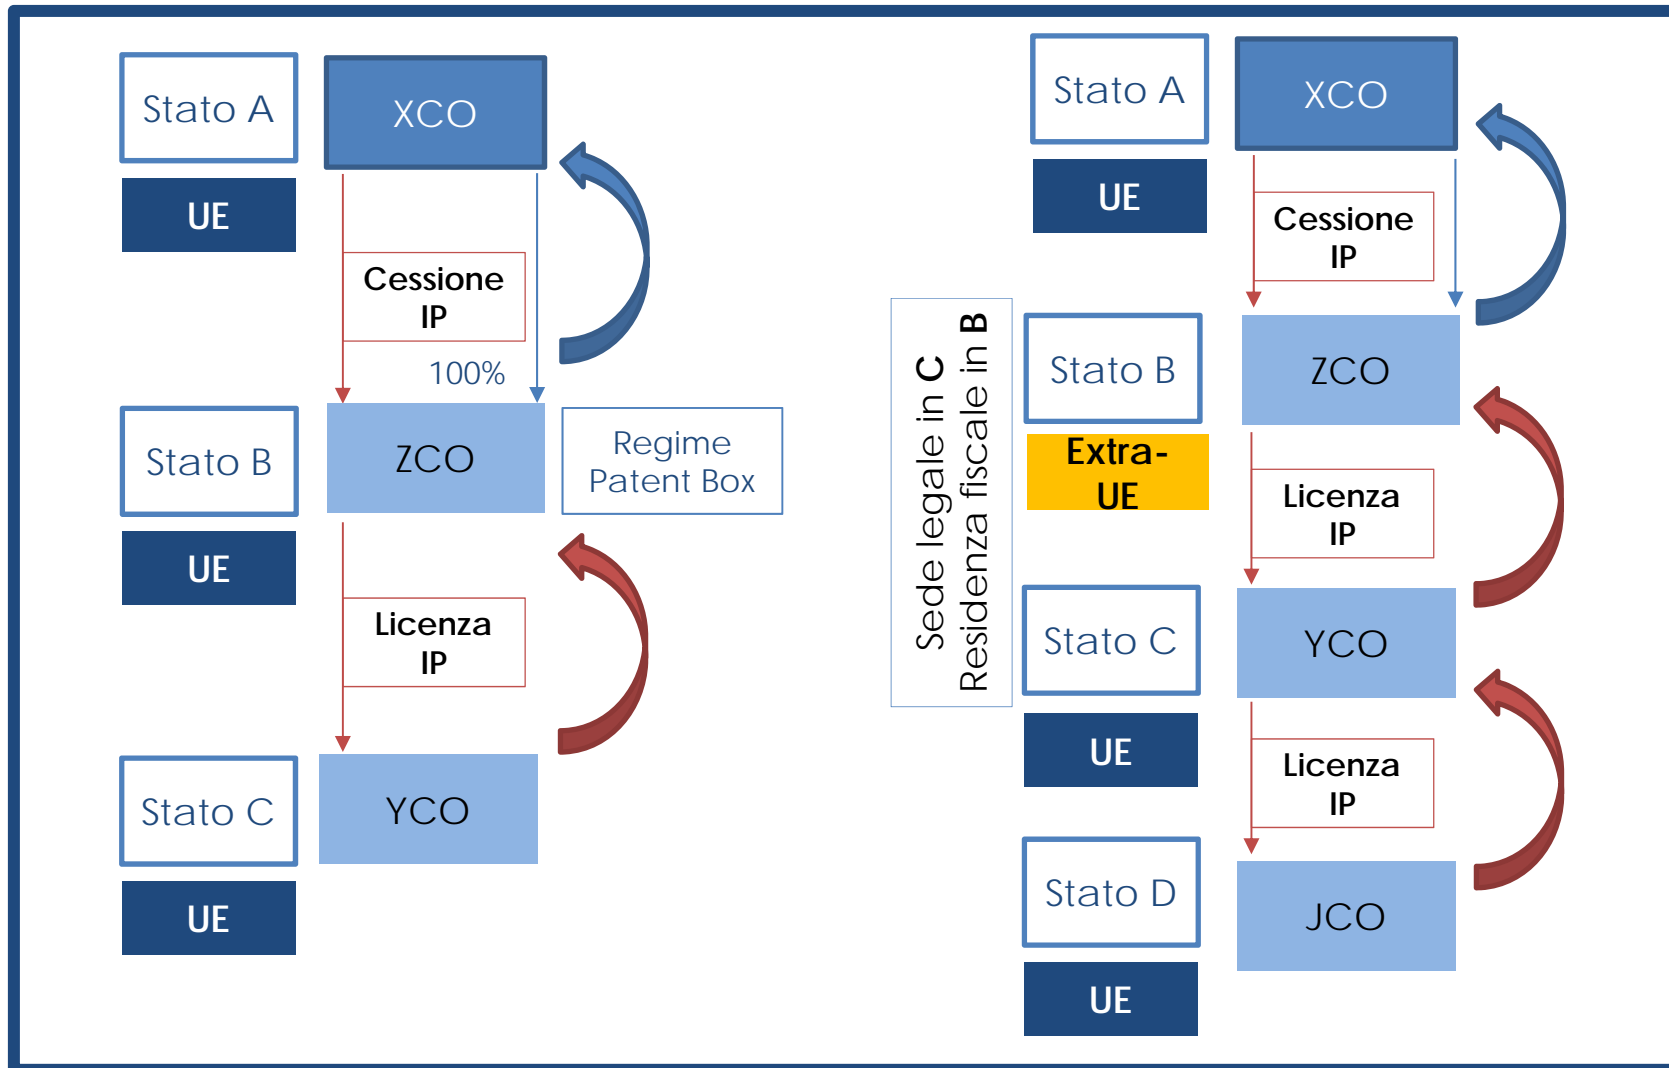 Stato A
XCO
UE
Cessione
IP
100%
Stato B
ZCO
Regime
Patent Box
UE
Licenza
IP
Stato C
YCO
UE
Stato A
XCO
UE
Cessione
IP
Sede legale in C
Residenza fiscale in B
Stato B
ZCO
Extra-
UE
Licenza
IP
Stato C
YCO
UE
Licenza
IP
Stato D
JCO
UE